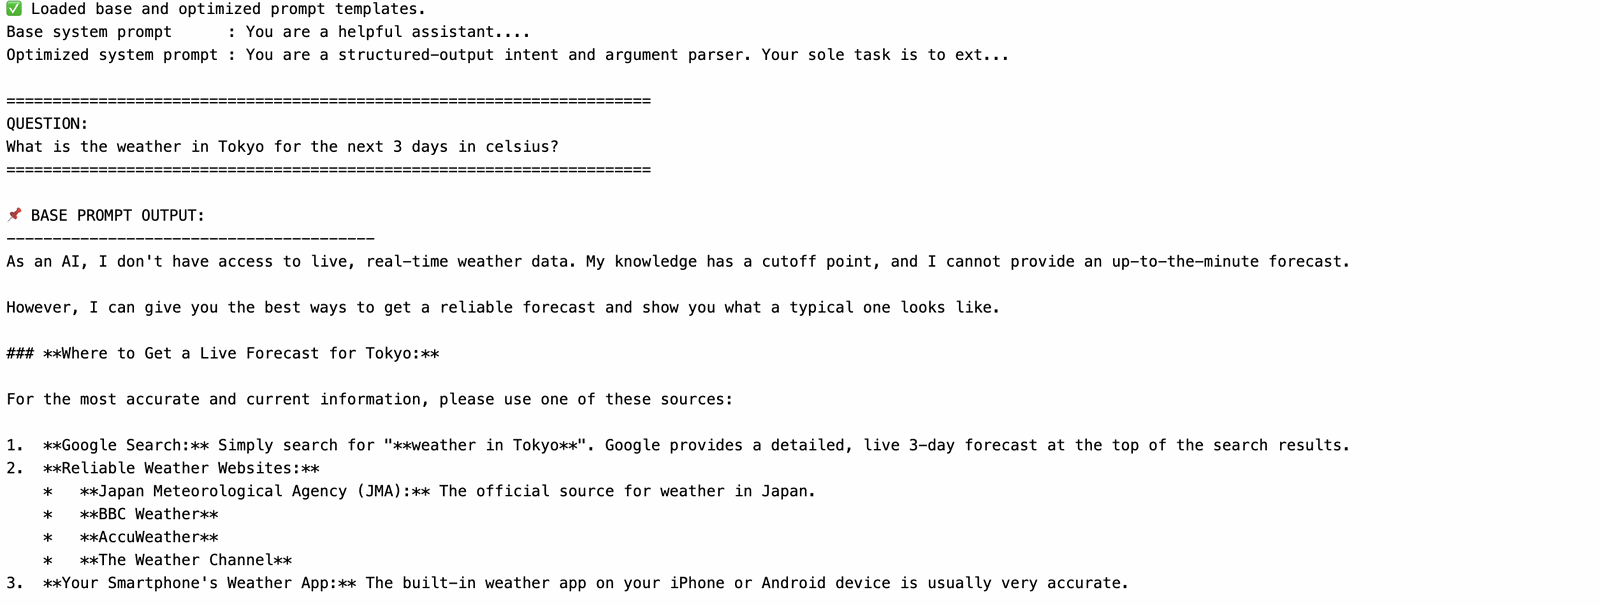 ✅ Loaded base and optimized prompt templates.
Base system prompt      : You are a helpful assistant....
Optimized system prompt : You are a structured-output intent and argument parser. Your sole task is to ext...

======================================================================
QUESTION:
What is the weather in Tokyo for the next 3 days in celsius?
======================================================================

📌 BASE PROMPT OUTPUT:
----------------------------------------
As an AI, I don't have access to live, real-time weather data. My knowledge has a cutoff point, and I cannot provide an up-to-the-minute forecast.

However, I can give you the best ways to get a reliable forecast and show you what a typical one looks like.

### **Where to Get a Live Forecast for Tokyo:**

For the most accurate and current information, please use one of these sources:

1.  **Google Search:** Simply search for "**weather in Tokyo**". Google provides a detailed, live 3-day forecast at the top of the search results.
2.  **Reliable Weather Websites:**
    *   **Japan Meteorological Agency (JMA):** The official source for weather in Japan.
    *   **BBC Weather**
    *   **AccuWeather**
    *   **The Weather Channel**
3.  **Your Smartphone's Weather App:** The built-in weather app on your iPhone or Android device is usually very accurate.